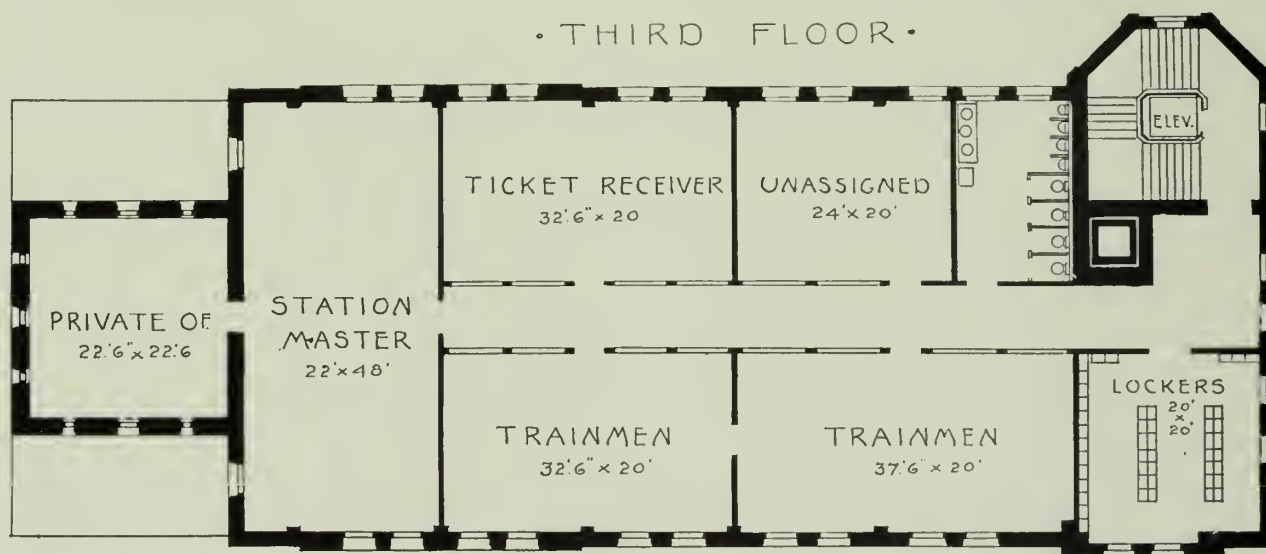 · THIRD FLOOR ·
ELEV.
TICKET RECEIVER
32'.6" × 20
UNASSIGNED
24' × 20'
PRIVATE OF.
22'.6" × 22'.6
STATION
MASTER
22' × 48'
LOCKERS
20'
×
20'
TRAINMEN
32'.6" × 20'
TRAINMEN
37'.6" × 20'